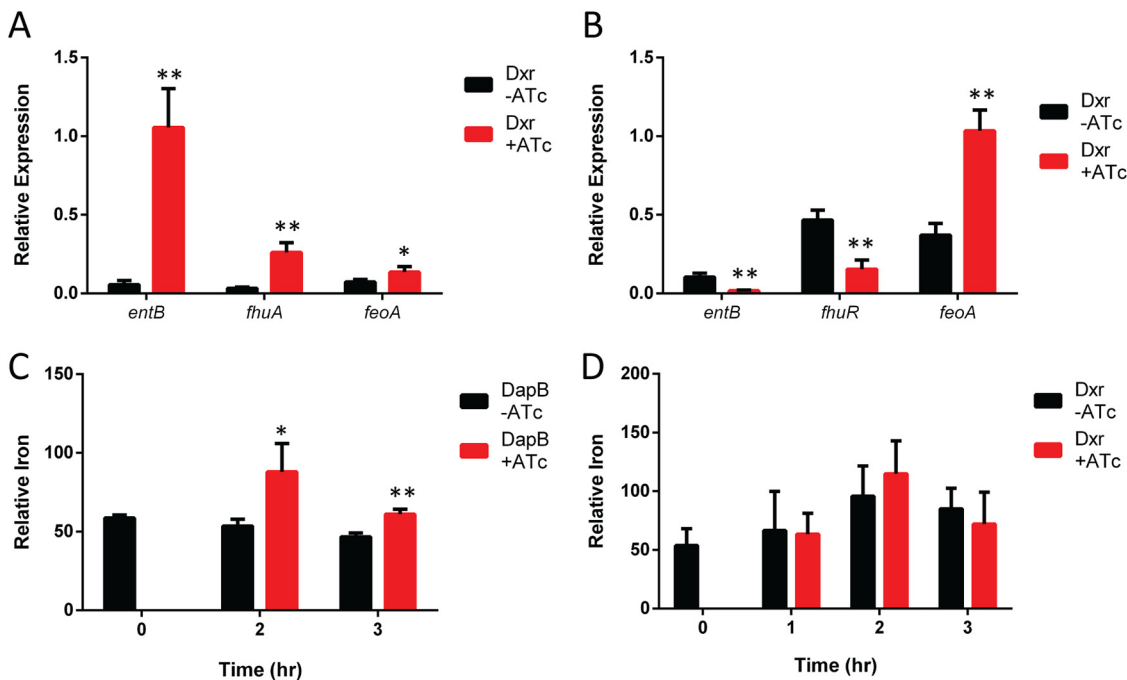 A
Relative Expression
1.5
1.0
0.5
0.0
**
**
*
entB
fhuA
feoA
Dxr
-ATc
Dxr
+ATc
B
Relative Expression
1.5
1.0
0.5
0.0
**
**
**
entB
fhuR
feoA
Dxr
-ATc
Dxr
+ATc
C
Relative Iron
150
100
50
0
*
**
0
2
3
Time (hr)
DapB
-ATc
DapB
+ATc
D
Relative Iron
200
150
100
50
0
0
1
2
3
Time (hr)
Dxr
-ATc
Dxr
+ATc